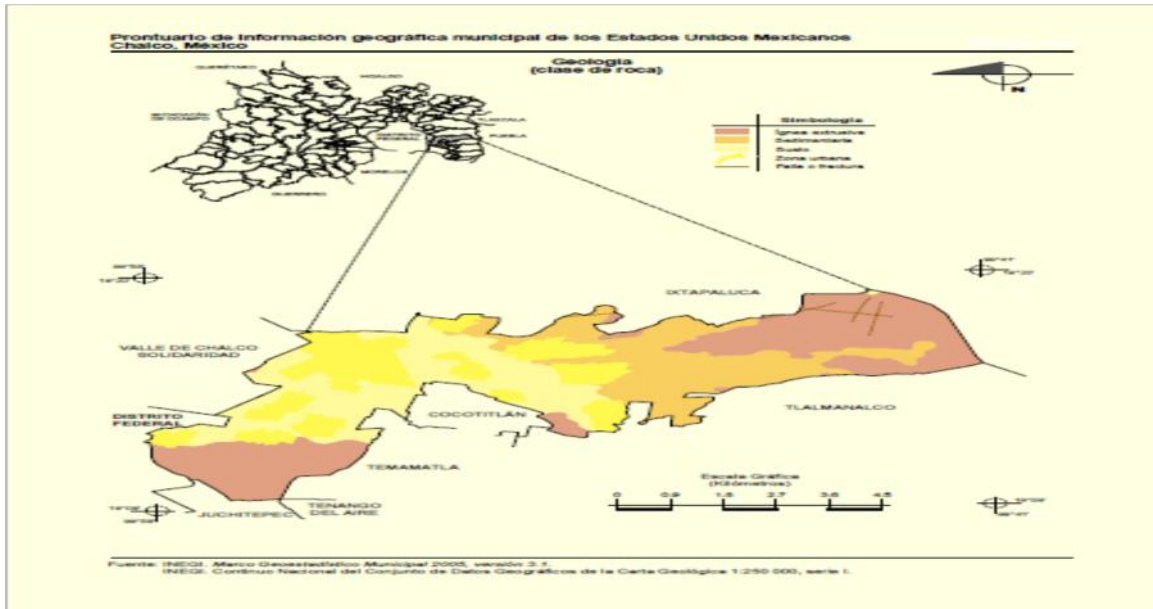 Prontuario de información geográfica municipal de los Estados Unidos Mexicanos
Chalco, México
Geología
(clase de roca)
N
QUERÉTARO
HIDALGO
MICHOACÁN
DE OCAMPO
DISTRITO
FEDERAL
TLAXCALA
PUEBLA
MORELOS
GUERRERO
Simbología
Ígnea extrusiva
Sedimentaria
Suelo
Zona urbana
Falla o fractura
IXTAPALUCA
VALLE DE CHALCO
SOLIDARIDAD
DISTRITO
FEDERAL
COCOTITLÁN
TLALMANALCO
TEMAMATLA
TENANGO
DEL AIRE
JUCHITEPEC
Escala Gráfica
(Kilómetros)
0 0.9 1.8 2.7 3.6 4.5
Fuente: INEGI. Marco Geoestadístico Municipal 2005, versión 3.1.
INEGI. Continuo Nacional del Conjunto de Datos Geográficos de la Carta Geológica 1:250 000, serie I.